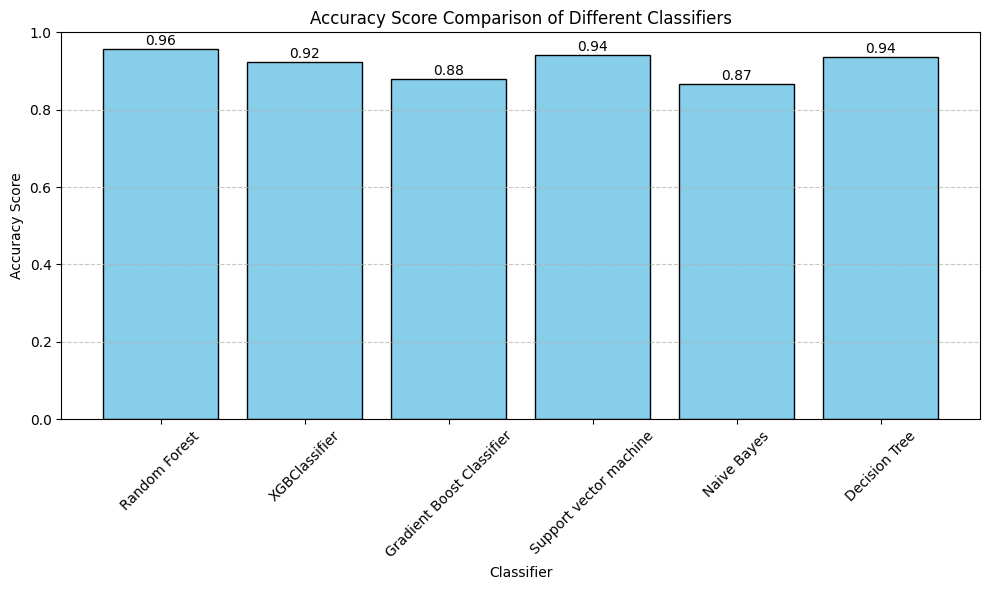 Accuracy Score Comparison of Different Classifiers
Accuracy Score
1.0
0.8
0.6
0.4
0.2
0.0
0.96
0.92
0.88
0.94
0.87
0.94
Random Forest
XGBClassifier
Gradient Boost Classifier
Support vector machine
Naive Bayes
Decision Tree
Classifier